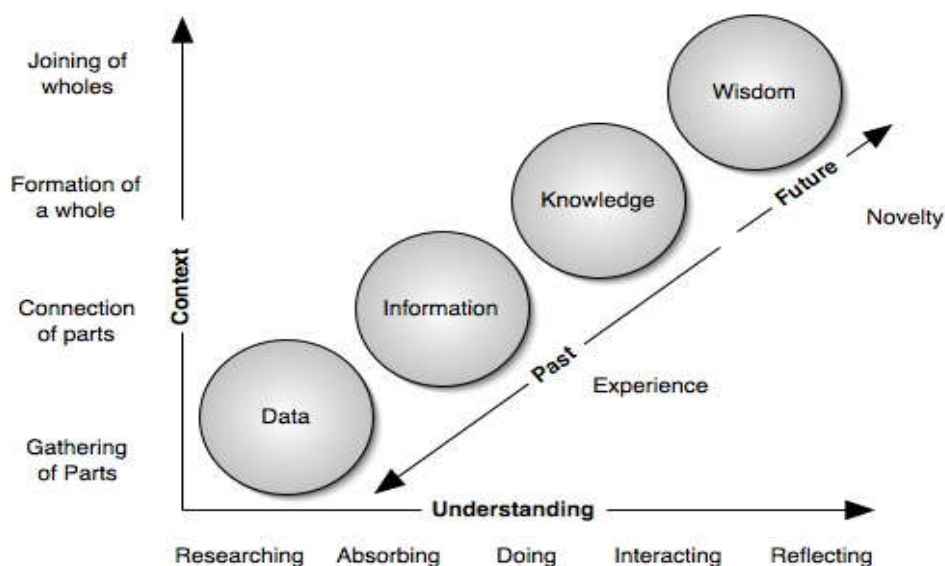 Joining of
wholes
Wisdom
Formation of
a whole
Knowledge
Future
Novelty
Context
Connection
of parts
Information
Past
Experience
Data
Gathering
of Parts
Understanding
Researching Absorbing Doing Interacting Reflecting